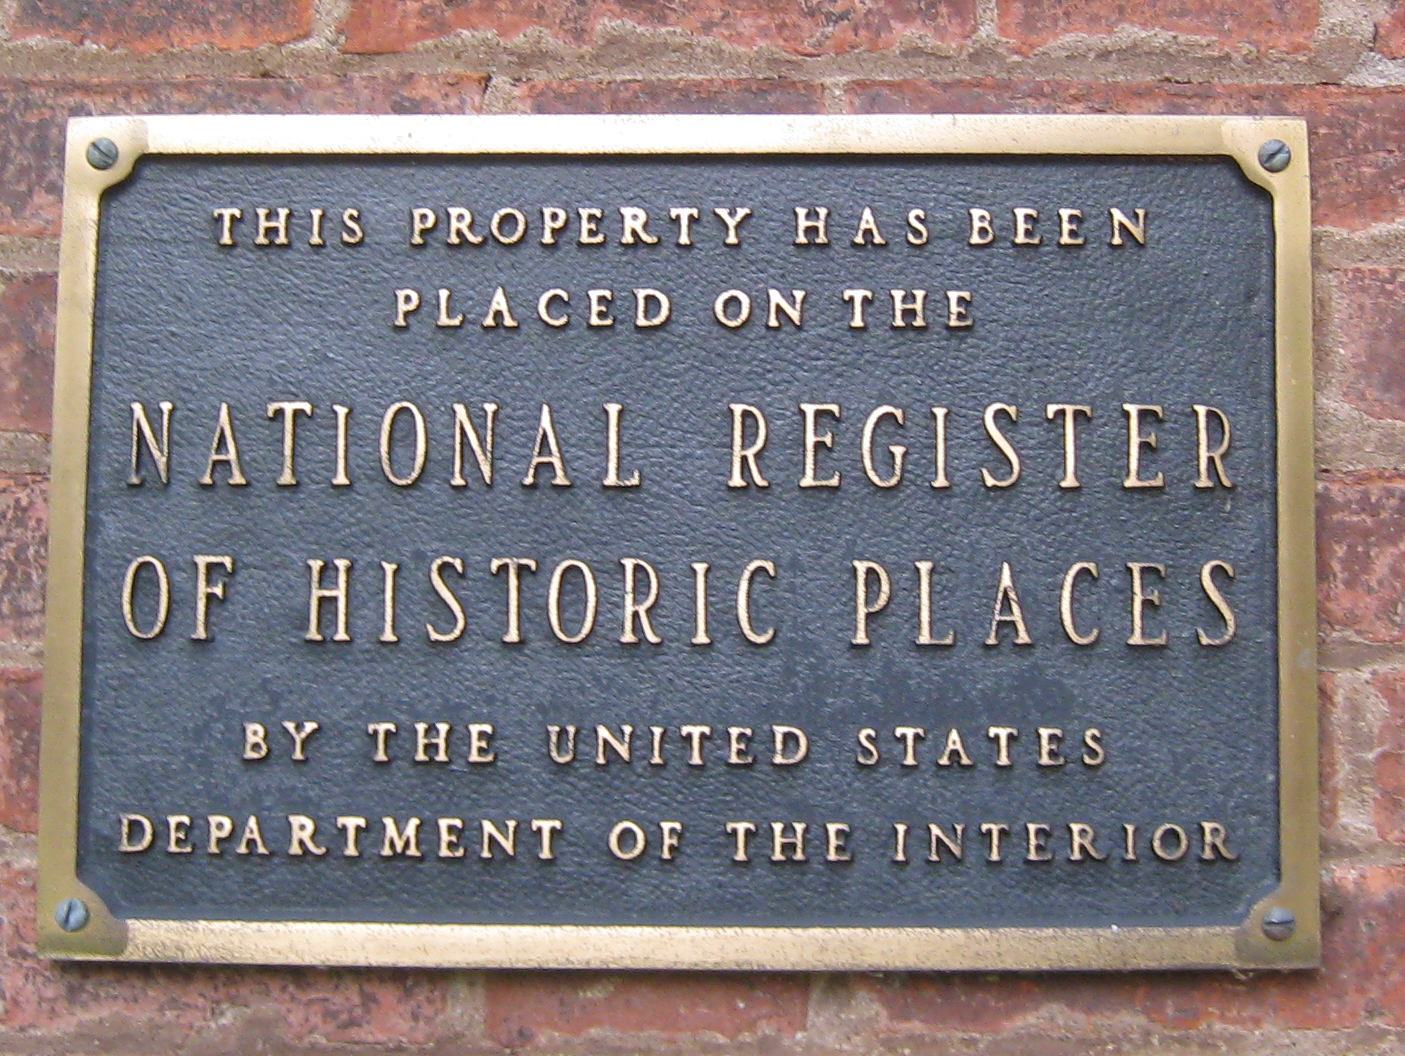 THIS PROPERTY HAS BEEN
PLACED ON THE
NATIONAL REGISTER
OF HISTORIC PLACES
BY THE UNITED STATES
DEPARTMENT OF THE INTERIOR